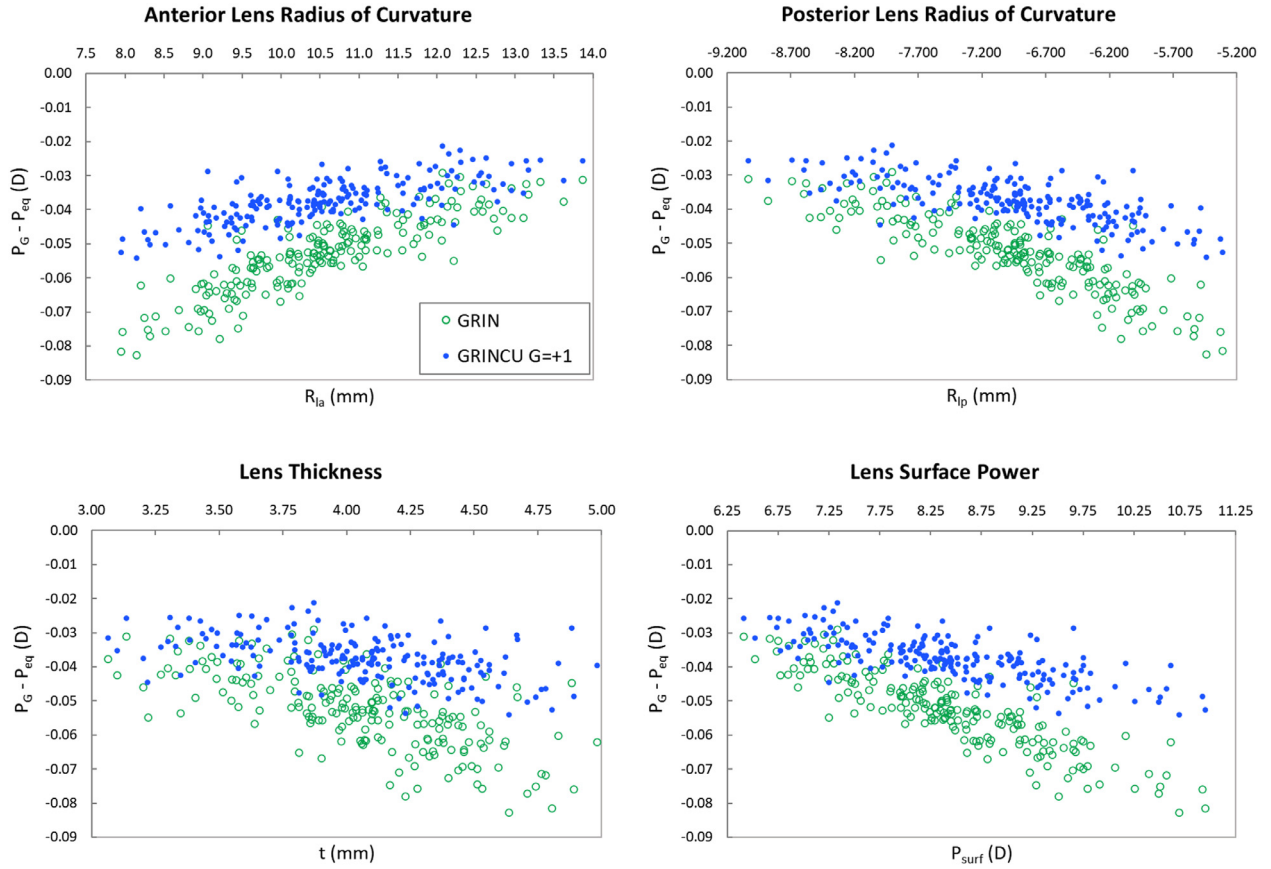 Anterior Lens Radius of Curvature
7.5 8.0 8.5 9.0 9.5 10.0 10.5 11.0 11.5 12.0 12.5 13.0 13.5 14.0
0.00
-0.01
-0.02
-0.03
-0.04
-0.05
-0.06
-0.07
-0.08
-0.09
P_G - P_eq (D)
GRIN
GRINCU G=+1
R_la (mm)
Posterior Lens Radius of Curvature
-9.200 -8.700 -8.200 -7.700 -7.200 -6.700 -6.200 -5.700 -5.200
0.00
-0.01
-0.02
-0.03
-0.04
-0.05
-0.06
-0.07
-0.08
-0.09
P_G - P_eq (D)
R_lp (mm)
Lens Thickness
3.00 3.25 3.50 3.75 4.00 4.25 4.50 4.75 5.00
0.00
-0.01
-0.02
-0.03
-0.04
-0.05
-0.06
-0.07
-0.08
-0.09
P_G - P_eq (D)
t (mm)
Lens Surface Power
6.25 6.75 7.25 7.75 8.25 8.75 9.25 9.75 10.25 10.75 11.25
0.00
-0.01
-0.02
-0.03
-0.04
-0.05
-0.06
-0.07
-0.08
-0.09
P_G - P_eq (D)
P_surf (D)